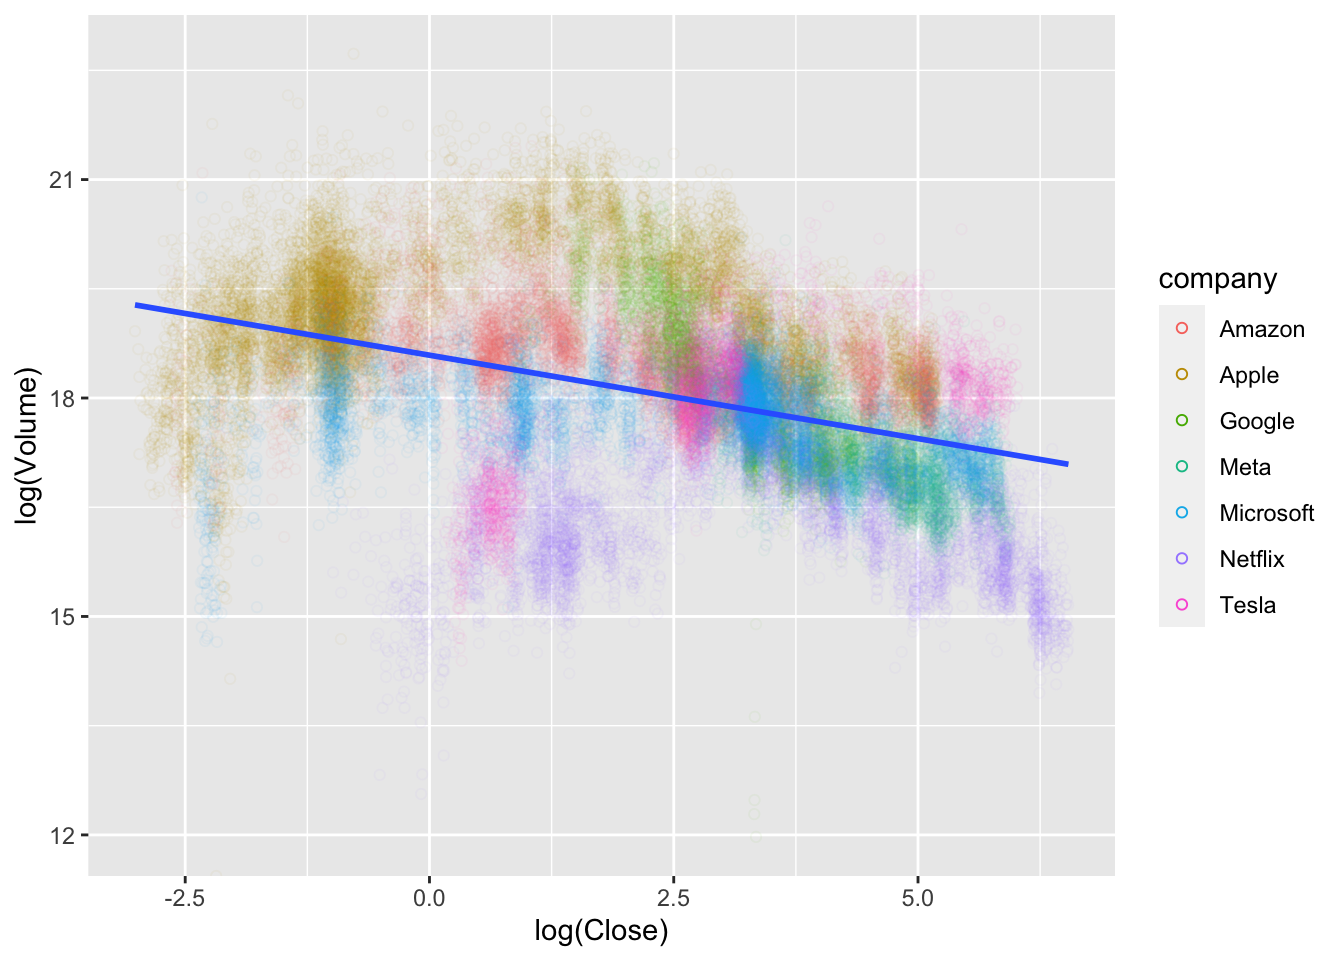 21
18
15
12
log(Volume)
-2.5
0.0
2.5
5.0
log(Close)
company
Amazon
Apple
Google
Meta
Microsoft
Netflix
Tesla